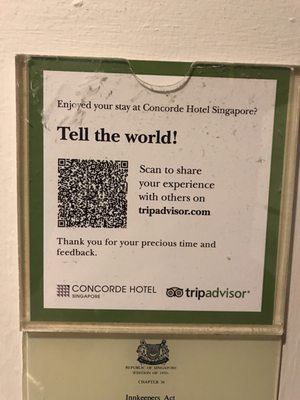 Enjoyed your stay at Concorde Hotel Singapore?
Tell the world!
Scan to share
your experience
with others on
tripadvisor.com
Thank you for your precious time and
feedback.
CONCORDE HOTEL
SINGAPORE
tripadvisor®
REPUBLIC OF SINGAPORE
CHAPTER
Innkeepers Act